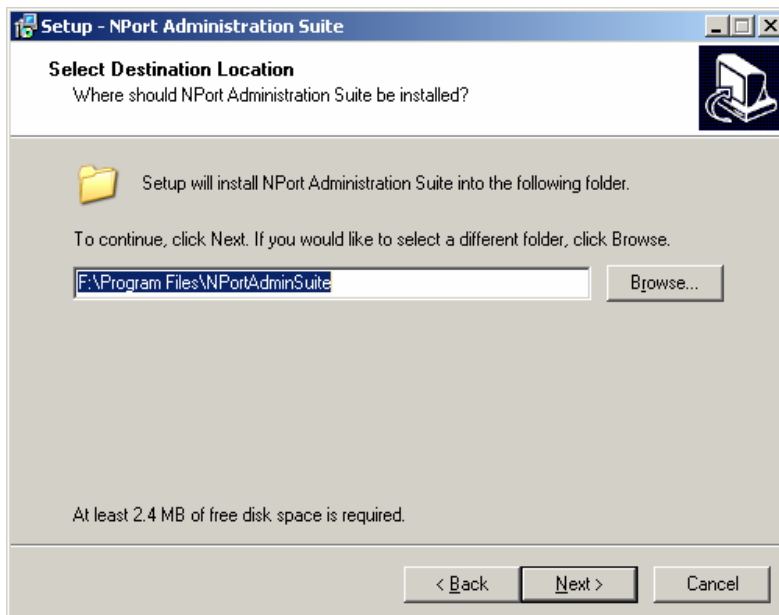 Setup - NPort Administration Suite
Select Destination Location
Where should NPort Administration Suite be installed?
Setup will install NPort Administration Suite into the following folder.
To continue, click Next. If you would like to select a different folder, click Browse.
F:\Program Files\NPortAdminSuite
Browse...
At least 2.4 MB of free disk space is required.
< Back Next > Cancel